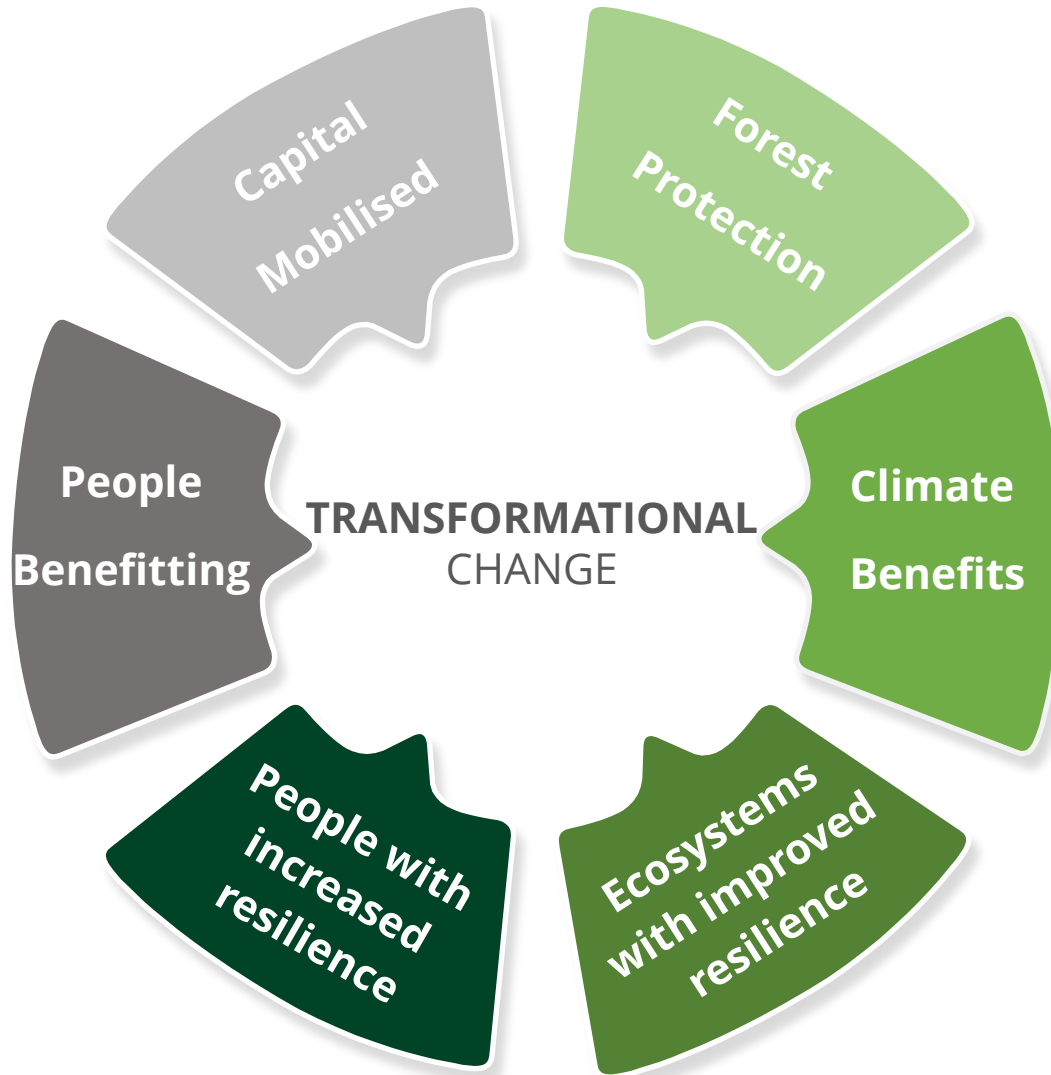 Capital
Mobilised
Forest
Protection
People
Benefitting
TRANSFORMATIONAL
CHANGE
Climate
Benefits
People with
increased
resilience
Ecosystems
with improved
resilience